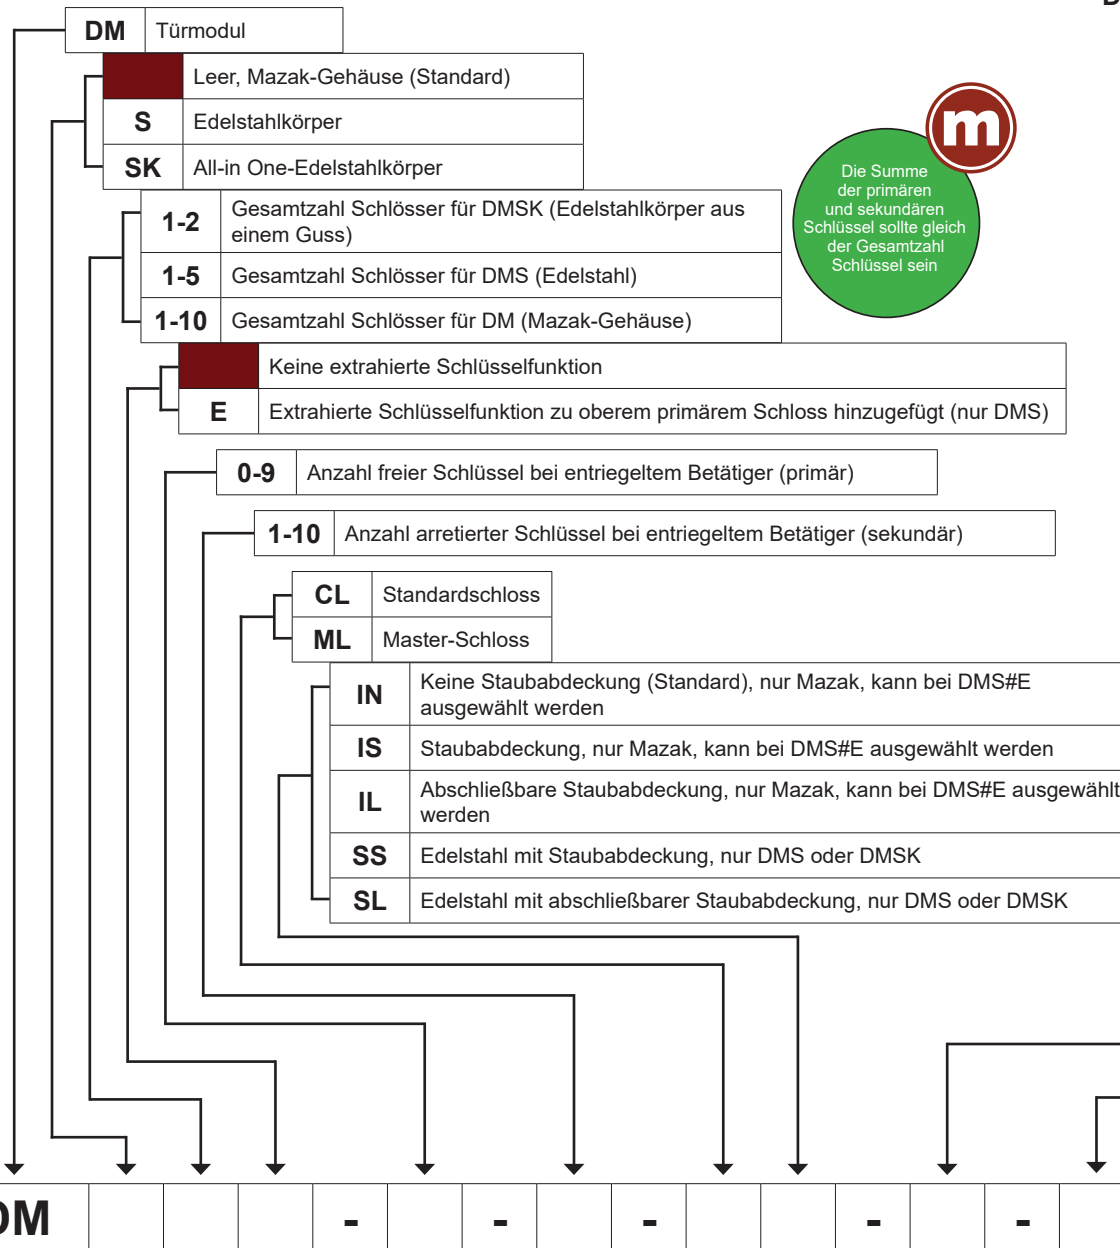 DM Türmodul
Leer, Mazak-Gehäuse (Standard)
S Edelstahlkörper
SK All-in One-Edelstahlkörper
m
Die Summe
der primären
und sekundären
Schlüssel sollte gleich
der Gesamtzahl
Schlüssel sein
1-2 Gesamtzahl Schlösser für DMSK (Edelstahlkörper aus
einem Guss)
1-5 Gesamtzahl Schlösser für DMS (Edelstahl)
1-10 Gesamtzahl Schlösser für DM (Mazak-Gehäuse)
Keine extrahierte Schlüsselfunktion
E Extrahierte Schlüsselfunktion zu oberem primärem Schloss hinzugefügt (nur DMS)
0-9 Anzahl freier Schlüssel bei entriegeltem Betätiger (primär)
1-10 Anzahl arretierter Schlüssel bei entriegeltem Betätiger (sekundär)
CL Standardschloss
ML Master-Schloss
IN Keine Staubabdeckung (Standard), nur Mazak, kann bei DMS#E
ausgewählt werden
IS Staubabdeckung, nur Mazak, kann bei DMS#E ausgewählt werden
IL Abschließbare Staubabdeckung, nur Mazak, kann bei DMS#E ausgewählt
werden
SS Edelstahl mit Staubabdeckung, nur DMS oder DMSK
SL Edelstahl mit abschließbarer Staubabdeckung, nur DMS oder DMSK
DM - - - - -